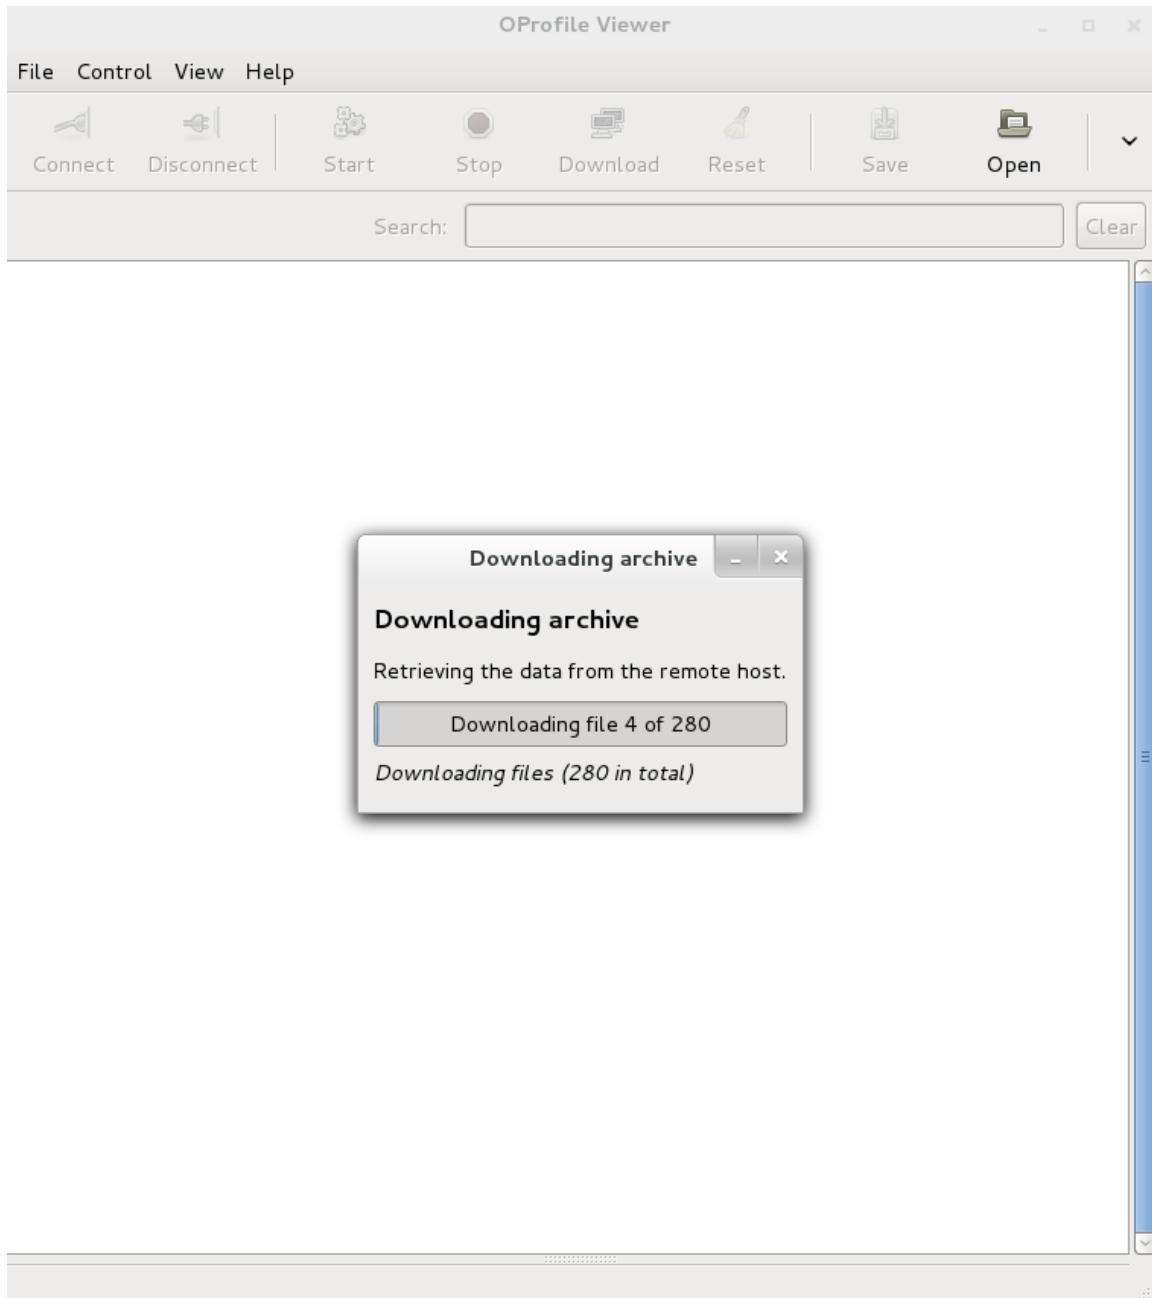 OProfile Viewer
File Control View Help
Connect Disconnect Start Stop Download Reset Save Open
Search: Clear
Downloading archive
Downloading archive
Retrieving the data from the remote host.
Downloading file 4 of 280
Downloading files (280 in total)